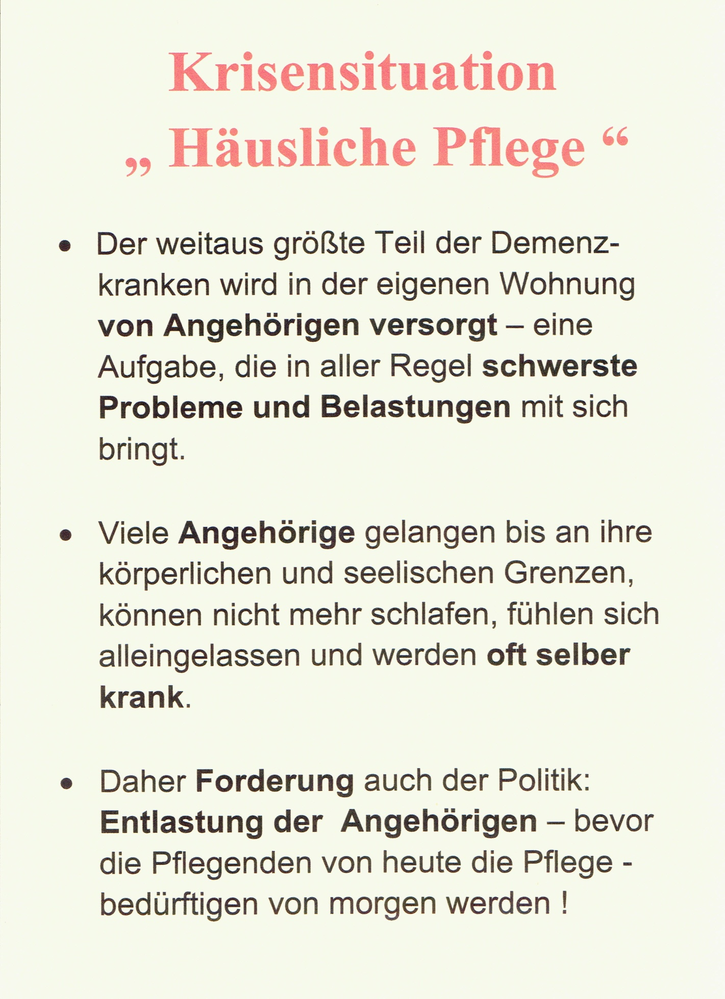 Krisensituation
„ Häusliche Pflege “
• Der weitaus größte Teil der Demenz-
kranken wird in der eigenen Wohnung
von Angehörigen versorgt – eine
Aufgabe, die in aller Regel schwerste
Probleme und Belastungen mit sich
bringt.
• Viele Angehörige gelangen bis an ihre
körperlichen und seelischen Grenzen,
können nicht mehr schlafen, fühlen sich
alleingelassen und werden oft selber
krank.
• Daher Forderung auch der Politik:
Entlastung der  Angehörigen – bevor
die Pflegenden von heute die Pflege -
bedürftigen von morgen werden !